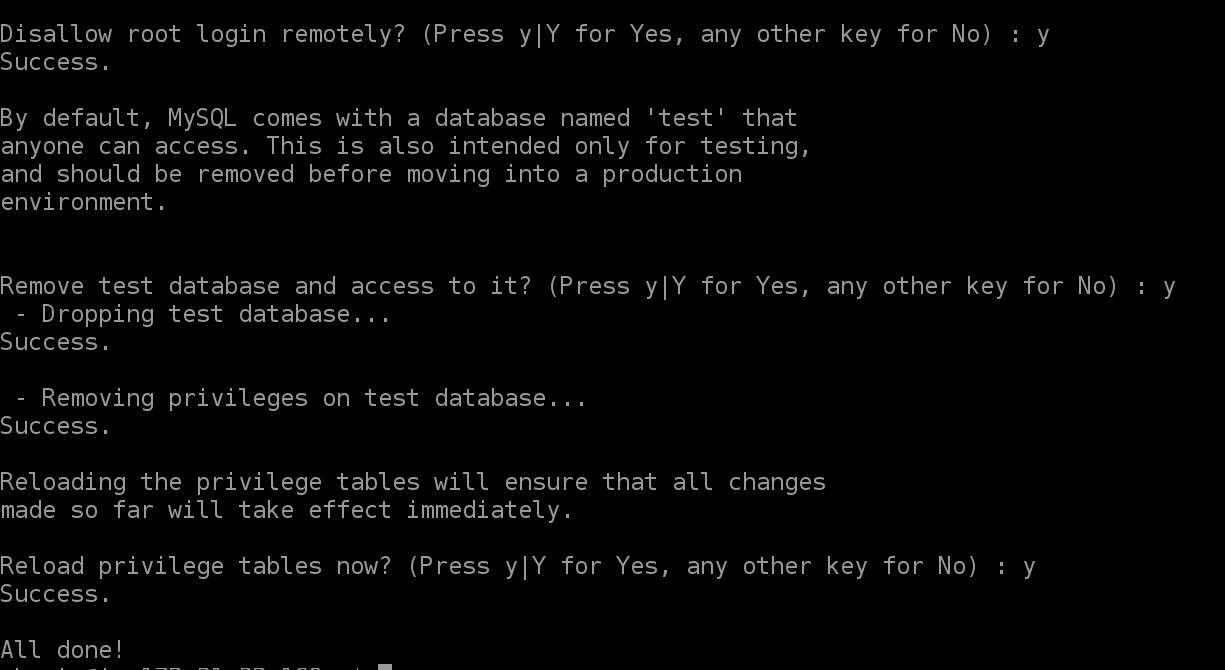 Disallow root login remotely? (Press y|Y for Yes, any other key for No) : y
Success.
By default, MySQL comes with a database named 'test' that
anyone can access. This is also intended only for testing,
and should be removed before moving into a production
environment.
Remove test database and access to it? (Press y|Y for Yes, any other key for No) : y
- Dropping test database...
Success.
- Removing privileges on test database...
Success.
Reloading the privilege tables will ensure that all changes
made so far will take effect immediately.
Reload privilege tables now? (Press y|Y for Yes, any other key for No) : y
Success.
All done!